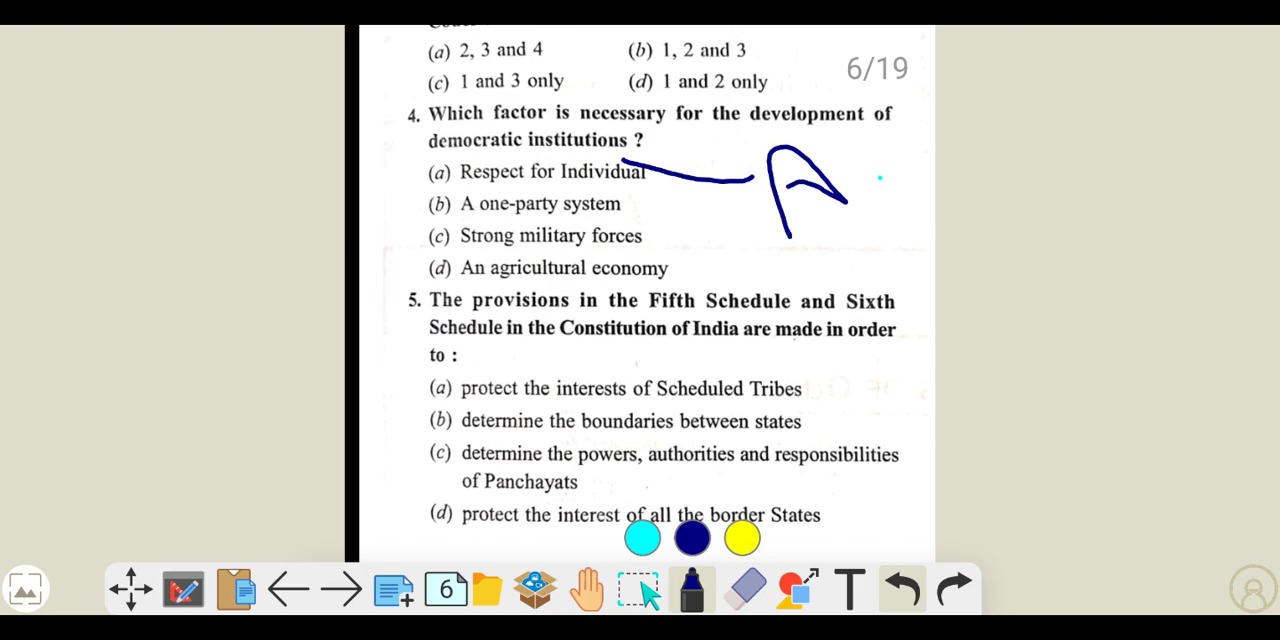 (a) 2, 3 and 4 (b) 1, 2 and 3
(c) 1 and 3 only (d) 1 and 2 only
6/19
4. Which factor is necessary for the development of
democratic institutions ?
(a) Respect for Individual
A
(b) A one-party system
(c) Strong military forces
(d) An agricultural economy
5. The provisions in the Fifth Schedule and Sixth
Schedule in the Constitution of India are made in order
to :
(a) protect the interests of Scheduled Tribes
(b) determine the boundaries between states
(c) determine the powers, authorities and responsibilities
of Panchayats
(d) protect the interest of all the border States
6
T